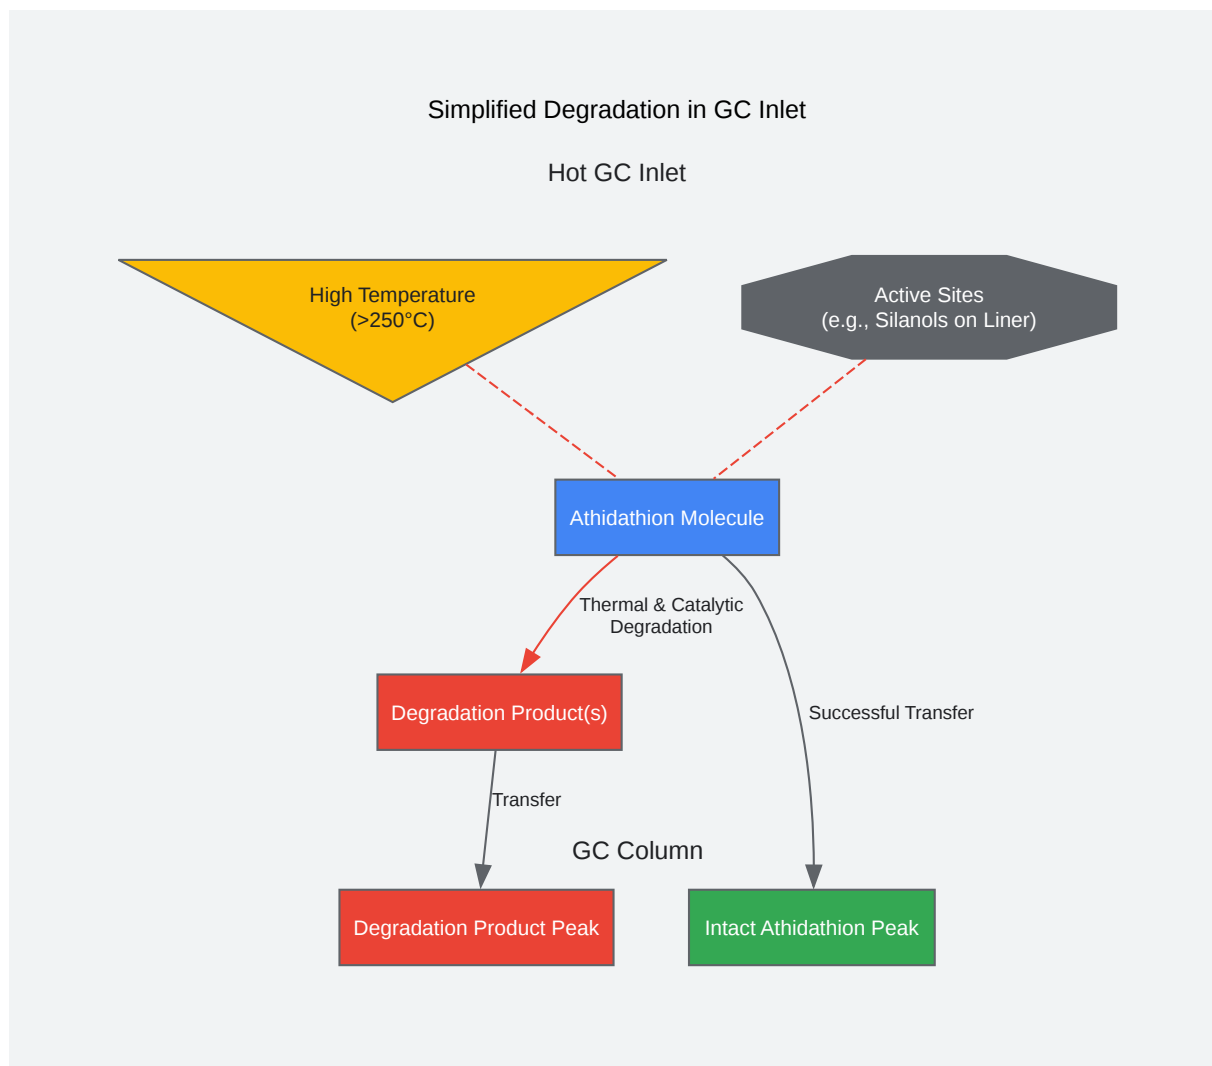 Simplified Degradation in GC Inlet
Hot GC Inlet
High Temperature
(>250°C)
Active Sites
(e.g., Silanols on Liner)
Athidathion Molecule
Thermal & Catalytic
Degradation
Degradation Product(s)
Successful Transfer
Transfer
GC Column
Degradation Product Peak
Intact Athidathion Peak